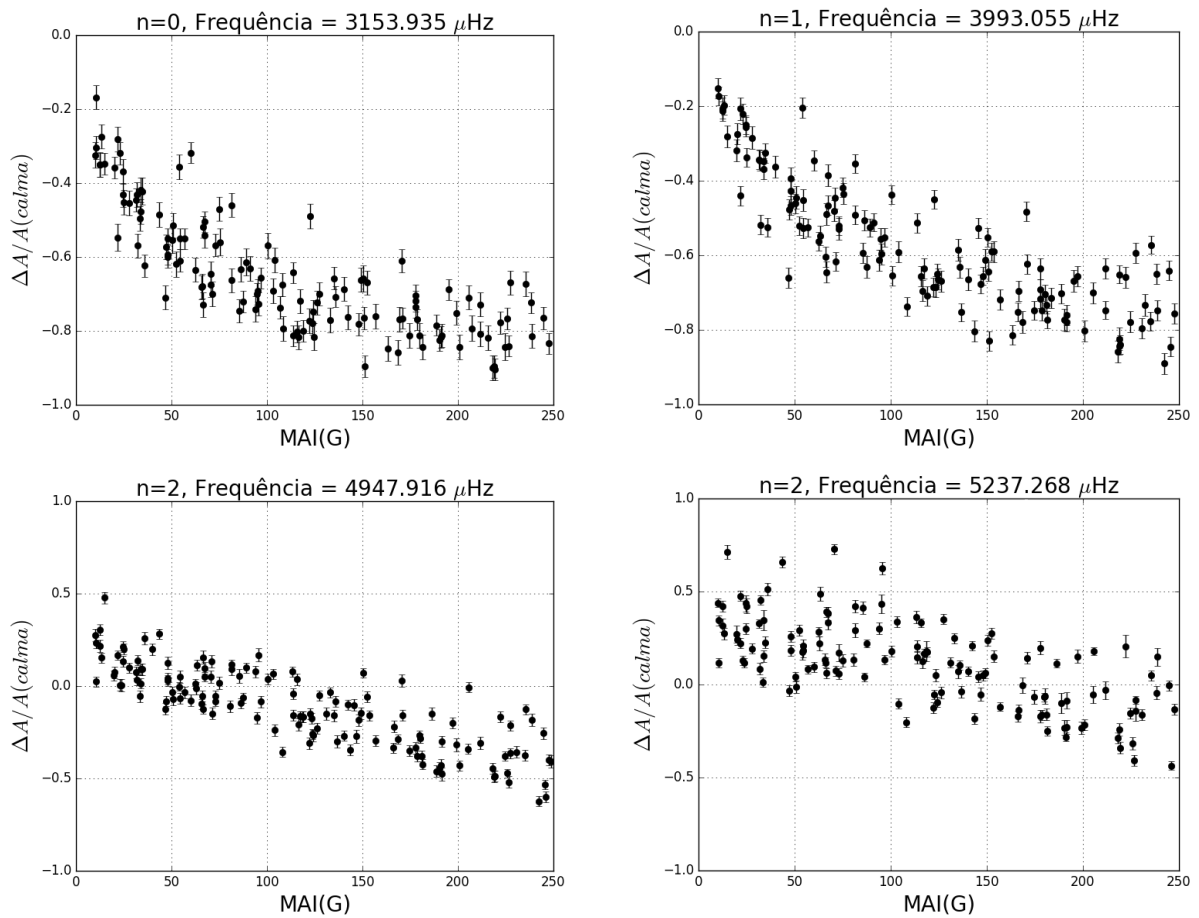 n=0, Frequência = 3153.935 μHz
0.0
−0.2
−0.4
−0.6
−0.8
−1.0
ΔA/A(calma)
0 50 100 150 200 250
MAI(G)
n=1, Frequência = 3993.055 μHz
0.0
−0.2
−0.4
−0.6
−0.8
−1.0
ΔA/A(calma)
0 50 100 150 200 250
MAI(G)
n=2, Frequência = 4947.916 μHz
1.0
0.5
0.0
−0.5
−1.0
ΔA/A(calma)
0 50 100 150 200 250
MAI(G)
n=2, Frequência = 5237.268 μHz
1.0
0.5
0.0
−0.5
−1.0
ΔA/A(calma)
0 50 100 150 200 250
MAI(G)